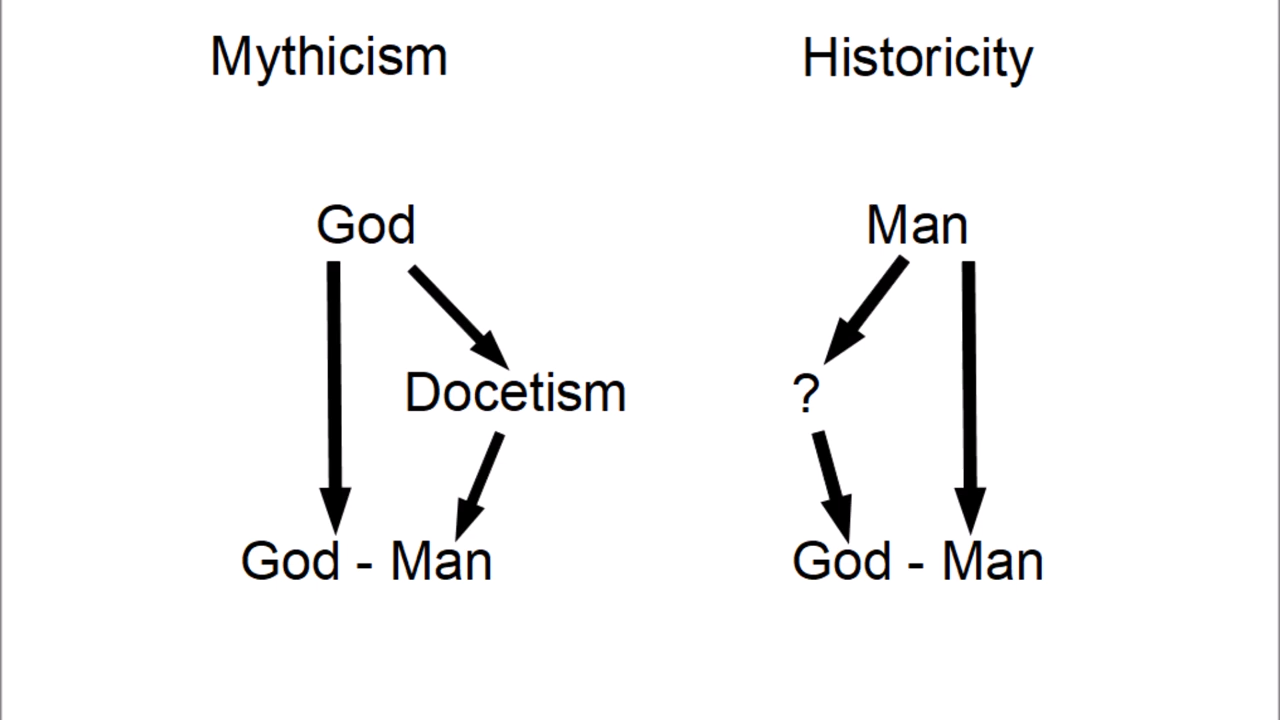 Mythicism
God
Docetism
God - Man
Historicity
Man
?
God - Man